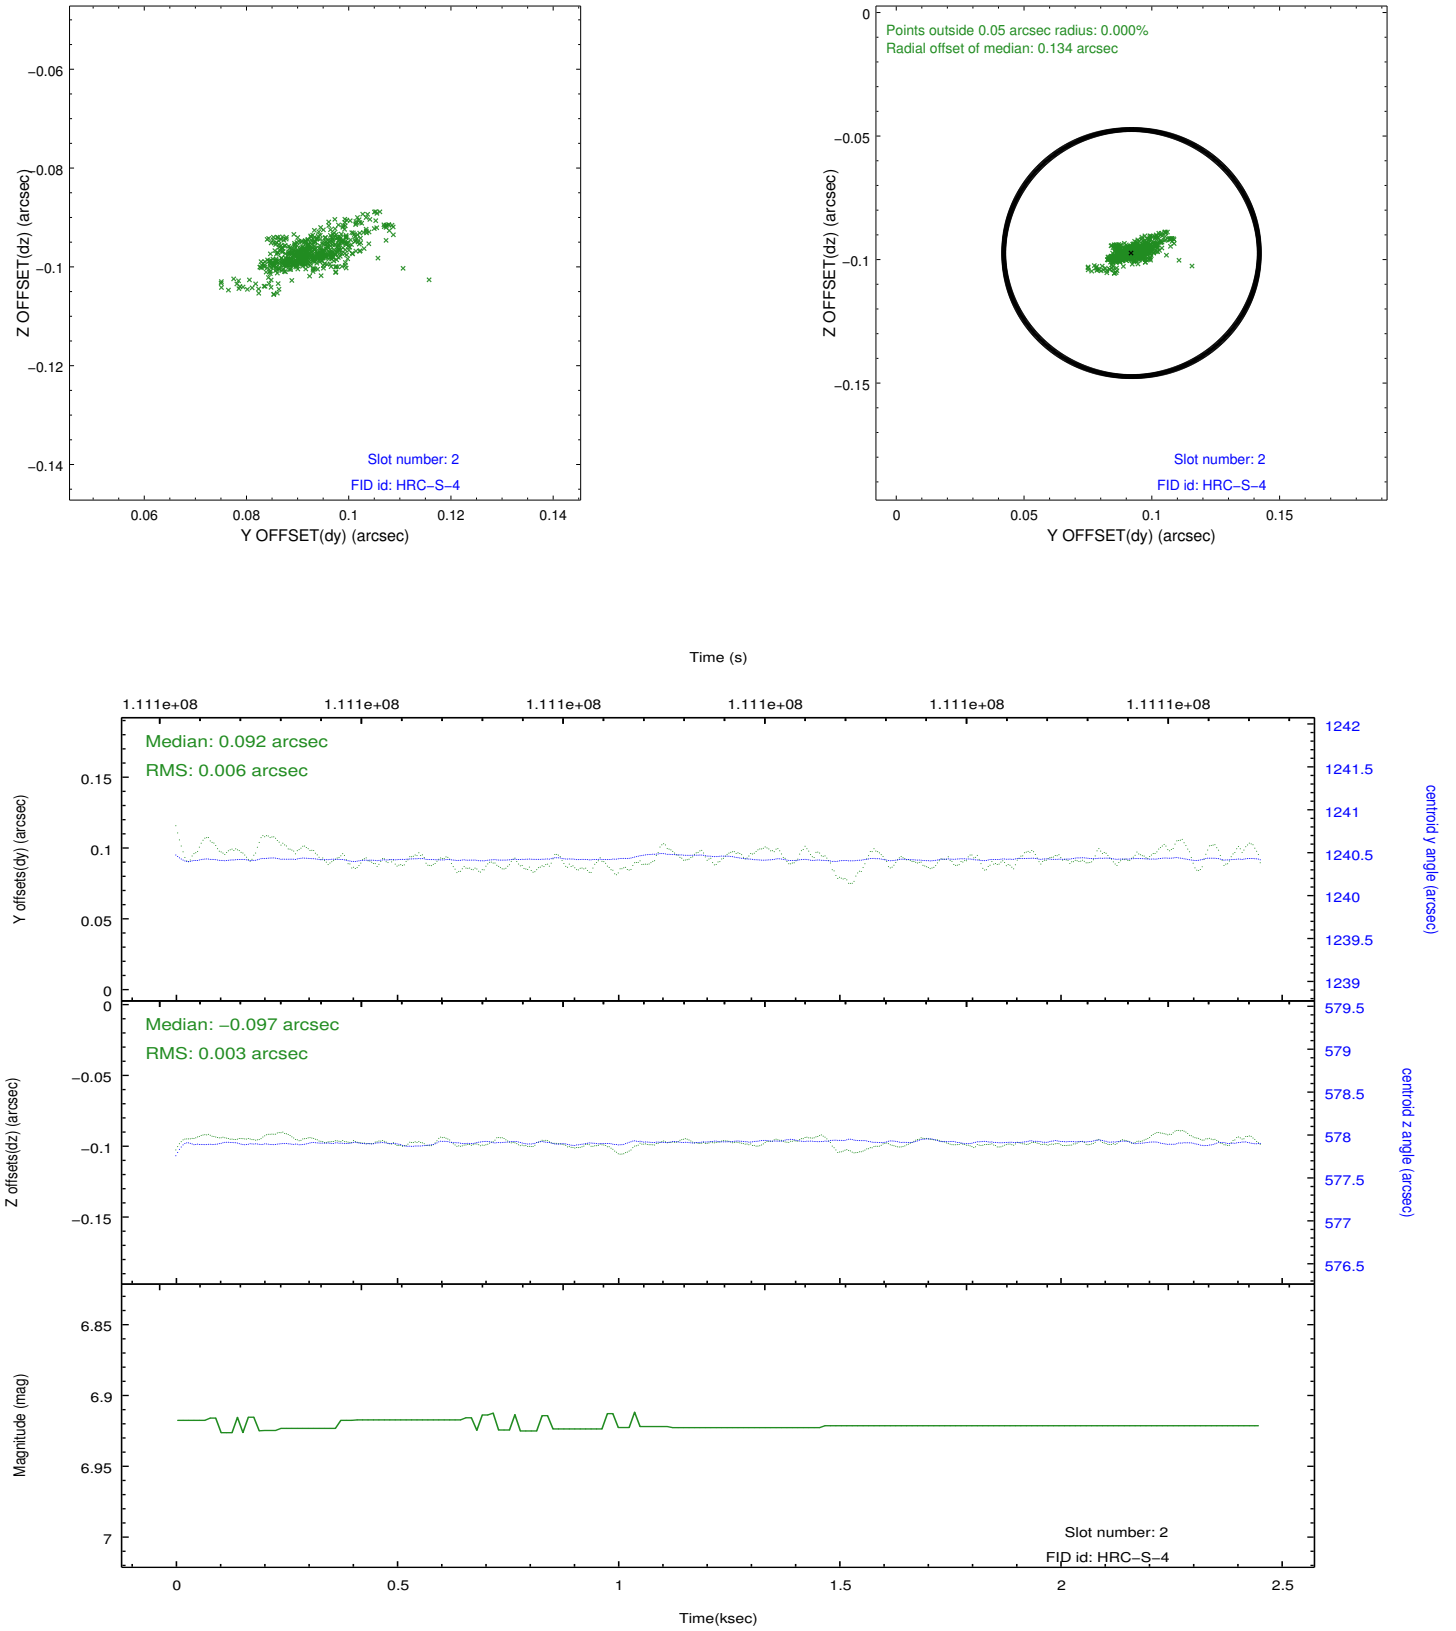 −0.06
−0.08
−0.1
−0.12
−0.14
Z OFFSET(dz) (arcsec)
Slot number: 2
FID id: HRC−S−4
0.06
0.08
0.1
0.12
0.14
Y OFFSET(dy) (arcsec)
Points outside 0.05 arcsec radius: 0.000%
Radial offset of median: 0.134 arcsec
0
−0.05
−0.1
−0.15
Z OFFSET(dz) (arcsec)
Slot number: 2
FID id: HRC−S−4
0
0.05
0.1
0.15
Y OFFSET(dy) (arcsec)
Time (s)
1.111e+08
1.111e+08
1.111e+08
1.111e+08
1.111e+08
1.1111e+08
Median: 0.092 arcsec
RMS: 0.006 arcsec
0.15
0.1
0.05
0
Y offsets(dy) (arcsec)
1242
1241.5
1241
1240.5
1240
1239.5
1239
centroid y angle (arcsec)
Median: −0.097 arcsec
RMS: 0.003 arcsec
0
−0.05
−0.1
−0.15
Z offsets(dz) (arcsec)
579.5
579
578.5
578
577.5
577
576.5
centroid z angle (arcsec)
6.85
6.9
6.95
7
Magnitude (mag)
Slot number: 2
FID id: HRC−S−4
0
0.5
1
1.5
2
2.5
Time(ksec)